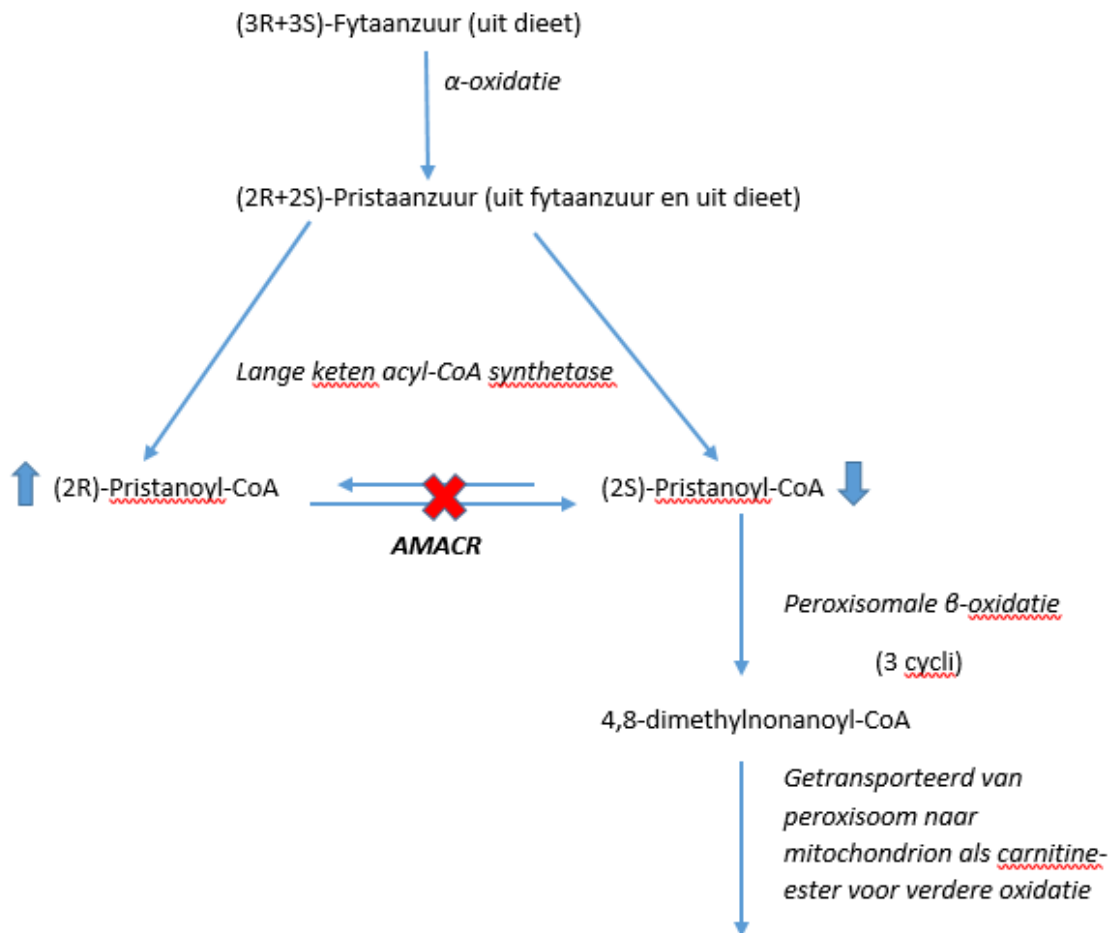 (3R+3S)-Fytaanzuur (uit dieet)
α-oxidatie
(2R+2S)-Pristaanzuur (uit fytaanzuur en uit dieet)
Lange keten acyl-CoA synthetase
(2R)-Pristanoyl-CoA
(2S)-Pristanoyl-CoA
AMACR
Peroxisomale β-oxidatie
(3 cycli)
4,8-dimethylnonanoyl-CoA
Getransporteerd van
peroxisoom naar
mitochondrion als carnitine-
ester voor verdere oxidatie